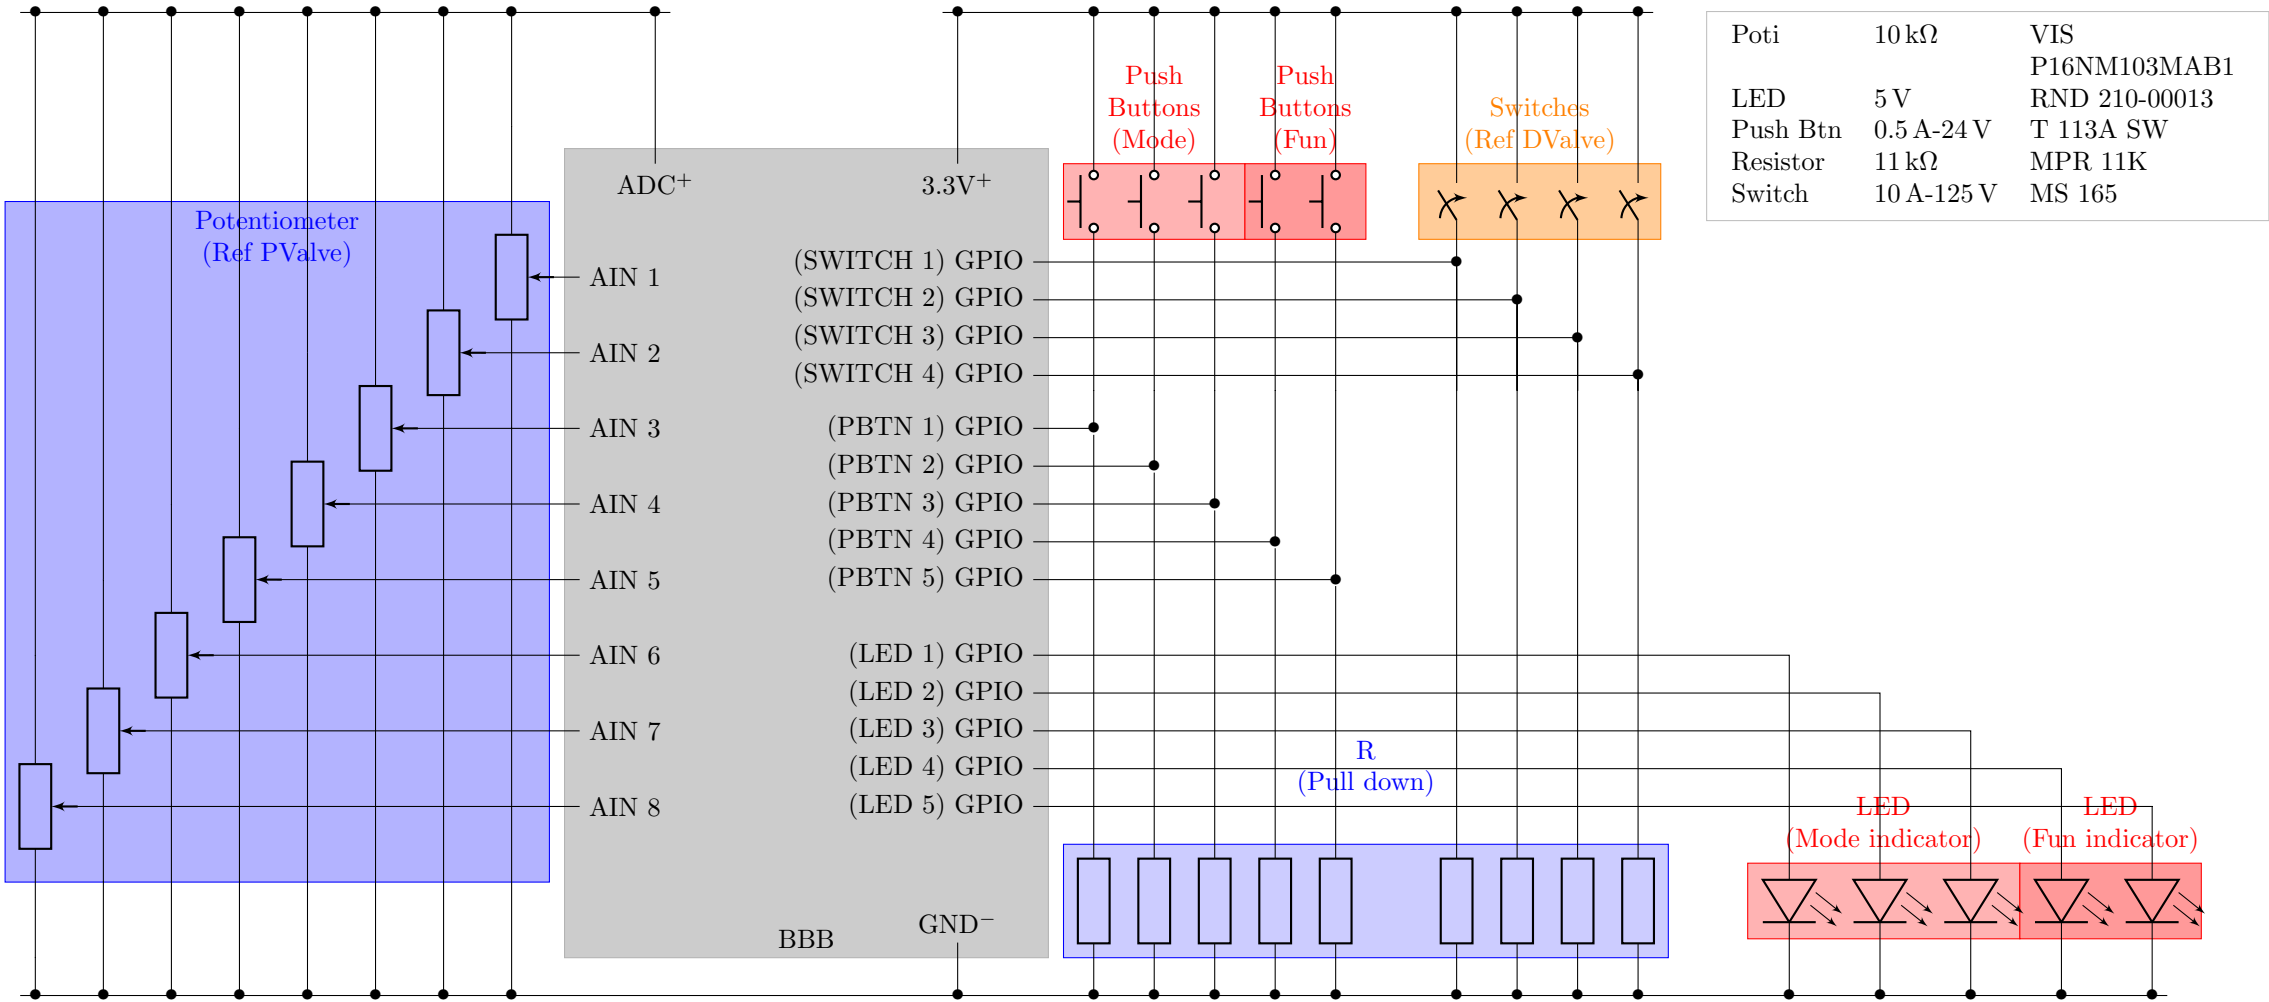 Poti 10 kΩ VIS
P16NM103MAB1
LED 5 V RND 210-00013
Push Btn 0.5 A-24 V T 113A SW
Resistor 11 kΩ MPR 11K
Switch 10 A-125 V MS 165
Push
Buttons
(Mode)
Push
Buttons
(Fun)
Switches
(Ref DValve)
ADC+
3.3V+
Potentiometer
(Ref PValve)
AIN 1
AIN 2
AIN 3
AIN 4
AIN 5
AIN 6
AIN 7
AIN 8
(SWITCH 1) GPIO
(SWITCH 2) GPIO
(SWITCH 3) GPIO
(SWITCH 4) GPIO
(PBTN 1) GPIO
(PBTN 2) GPIO
(PBTN 3) GPIO
(PBTN 4) GPIO
(PBTN 5) GPIO
(LED 1) GPIO
(LED 2) GPIO
(LED 3) GPIO
(LED 4) GPIO
(LED 5) GPIO
R
(Pull down)
LED
(Mode indicator)
LED
(Fun indicator)
GND−
BBB